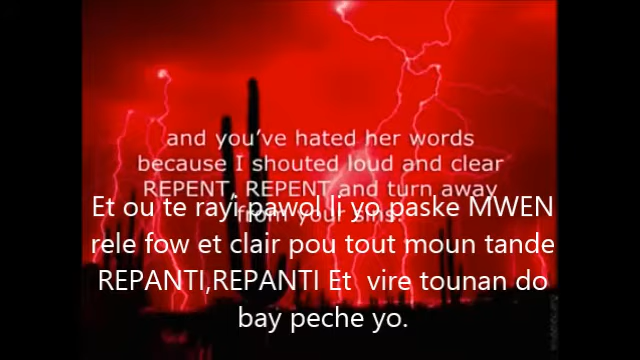 and you've hated her words
because I shouted loud and clear
REPENT, REPENT and turn away
from your sins.
Et ou te rayi pawol li yo paske MWEN
rele fow et clair pou tout moun tande
REPANTI,REPANTI Et vire tounan do
bay peche yo.